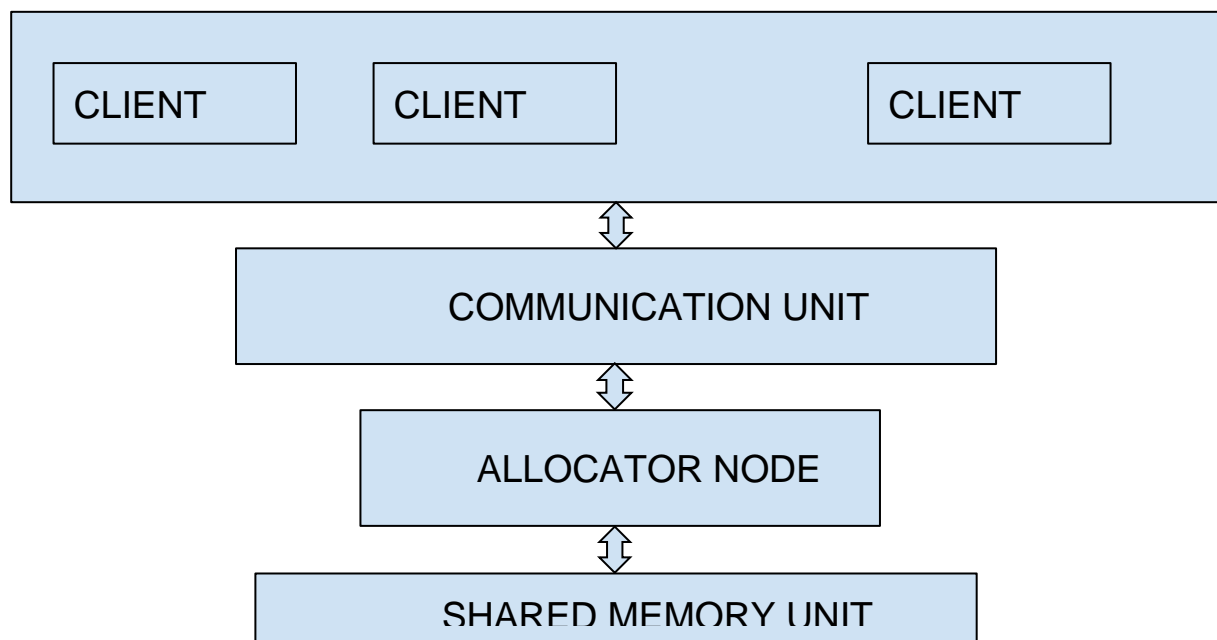 CLIENT CLIENT CLIENT
COMMUNICATION UNIT
ALLOCATOR NODE
SHARED MEMORY UNIT